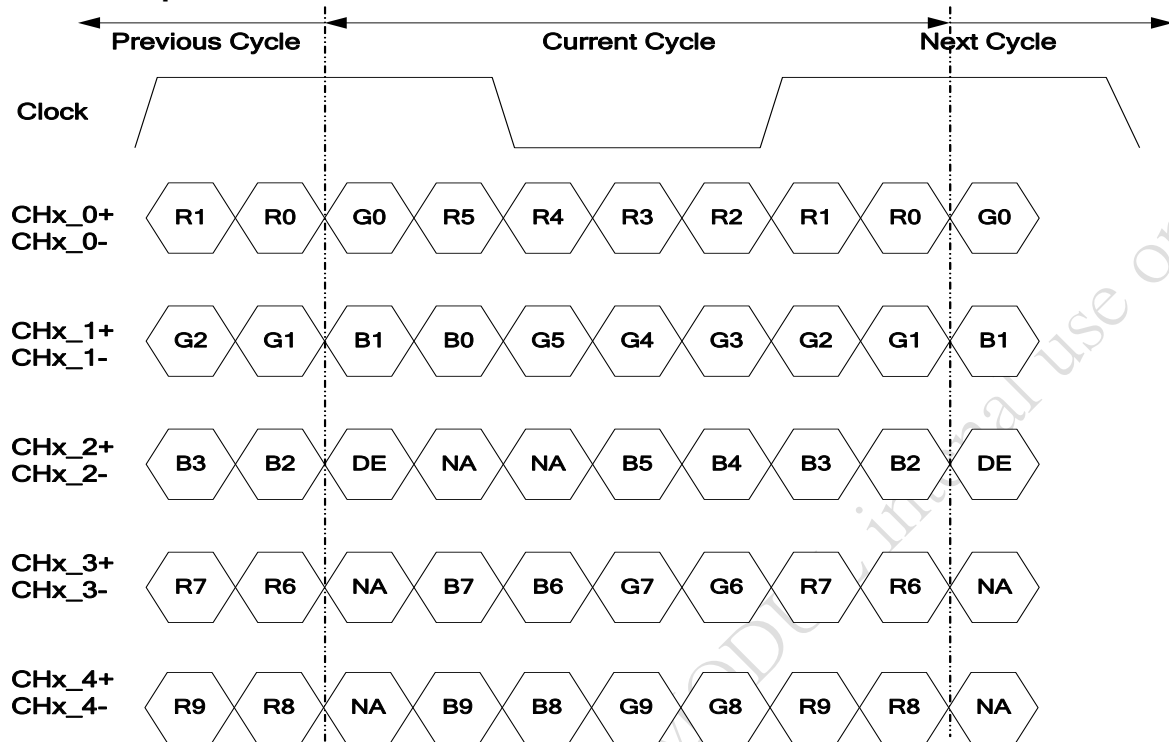 Previous Cycle Current Cycle Next Cycle
Clock
CHx_0+
CHx_0-
R1 R0 G0 R5 R4 R3 R2 R1 R0 G0
CHx_1+
CHx_1-
G2 G1 B1 B0 G5 G4 G3 G2 G1 B1
CHx_2+
CHx_2-
B3 B2 DE NA NA B5 B4 B3 B2 DE
CHx_3+
CHx_3-
R7 R6 NA B7 B6 G7 G6 R7 R6 NA
CHx_4+
CHx_4-
R9 R8 NA B9 B8 G9 G8 R9 R8 NA
internal use